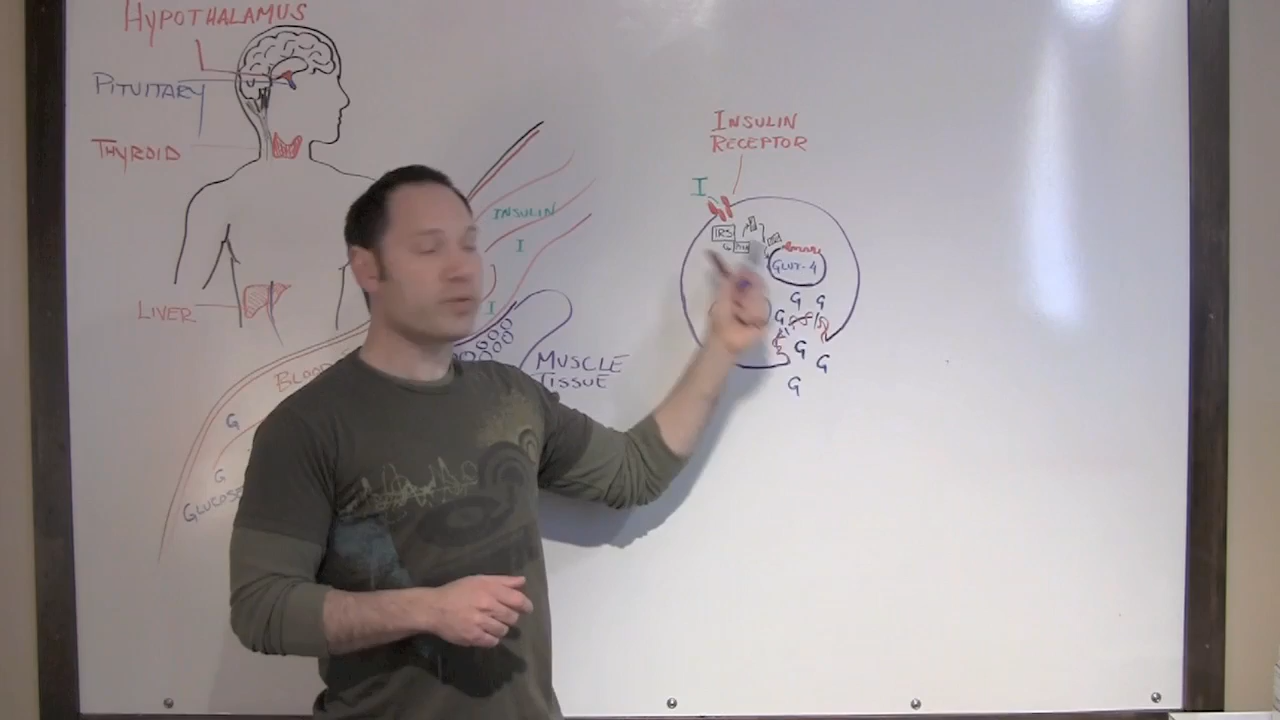 HYPOTHALAMUS
PITUITARY
THYROID
LIVER
BLOOD
G
G
GLUCOSE
INSULIN
I
I
MUSCLE
TISSUE
INSULIN
RECEPTOR
I
IRS
GLUT-4
G G
G
G
G
G